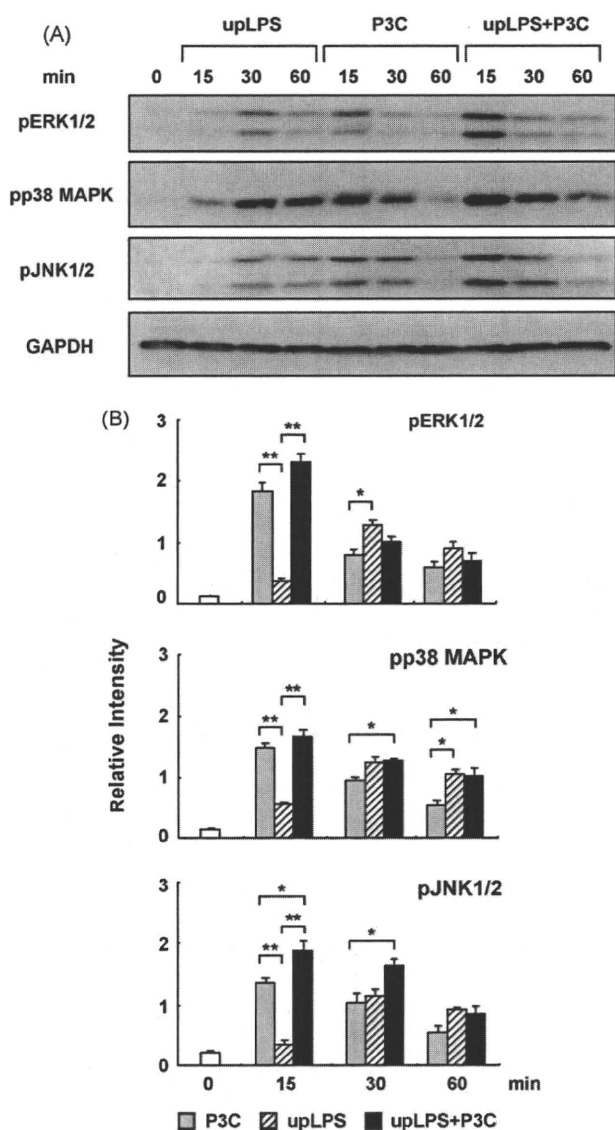 (A)
upLPS P3C upLPS+P3C
min 0 15 30 60 15 30 60 15 30 60
pERK1/2
pp38 MAPK
pJNK1/2
GAPDH
(B)
pERK1/2
3
2
1
0
** ** *
pp38 MAPK
Relative Intensity
3
2
1
0
** ** * * *
pJNK1/2
3
2
1
0
* ** ** *
0 15 30 60 min
P3C upLPS upLPS+P3C